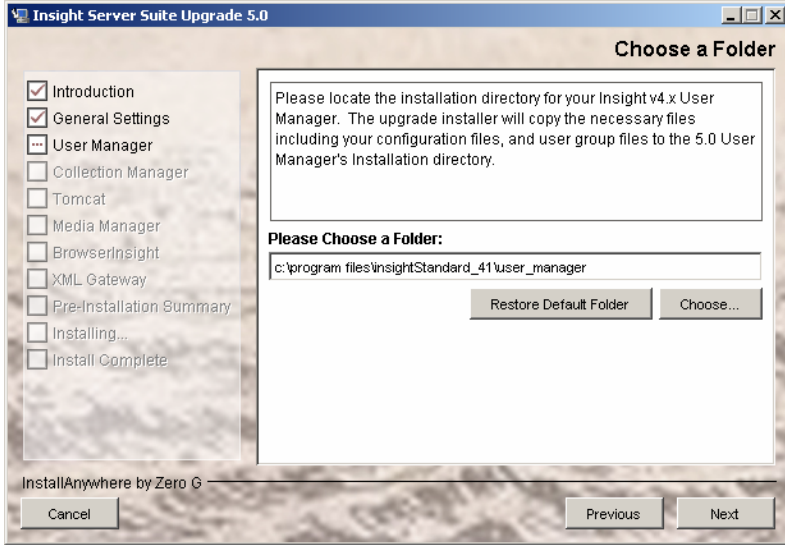 Insight Server Suite Upgrade 5.0
Choose a Folder
Introduction
General Settings
User Manager
Collection Manager
Tomcat
Media Manager
BrowserInsight
XML Gateway
Pre-Installation Summary
Installing...
Install Complete
Please locate the installation directory for your Insight v4.x User
Manager. The upgrade installer will copy the necessary files
including your configuration files, and user group files to the 5.0 User
Manager's Installation directory.
Please Choose a Folder:
c:\program files\insightStandard_41\user_manager
Restore Default Folder
Choose...
InstallAnywhere by Zero G
Cancel
Previous
Next